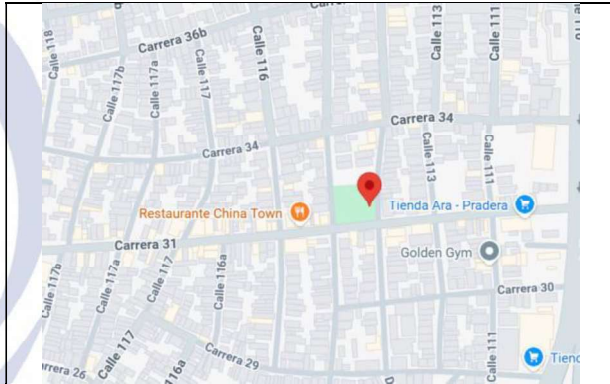 Carrera 36b
Calle 118
Calle 117b
Calle 117a
Calle 117
Calle 116
Calle 113
Calle 111
Carrera 34
Carrera 34
Calle 113
Calle 111
Restaurante China Town
Tienda Ara - Pradera
Carrera 31
Golden Gym
Calle 117b
Calle 117a
Calle 117
Calle 116a
Carrera 30
Calle 117
Carrera 29
Calle 111
Carrera 26
116a
Tiend